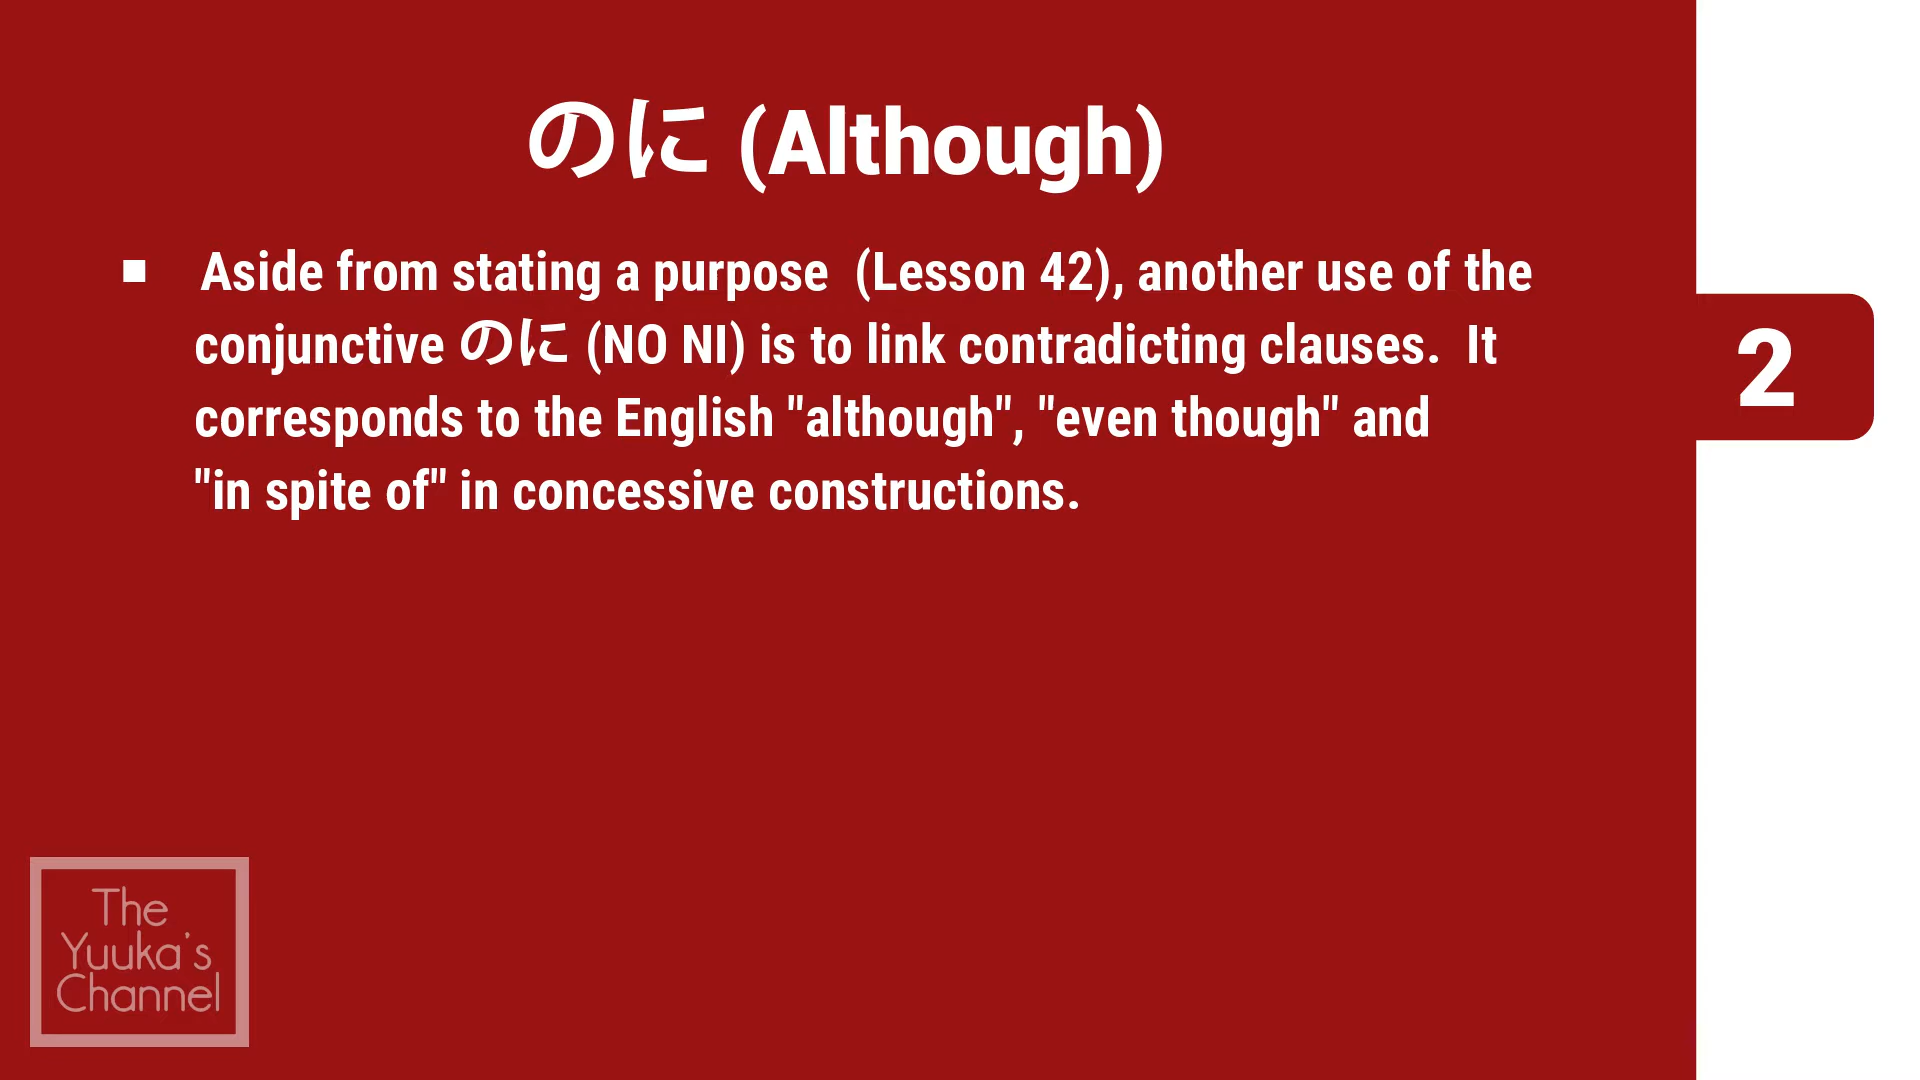 のに (Although)
■ Aside from stating a purpose (Lesson 42), another use of the
conjunctive のに (NO NI) is to link contradicting clauses. It
corresponds to the English "although", "even though" and
"in spite of" in concessive constructions.
2
The
Yuuka's
Channel